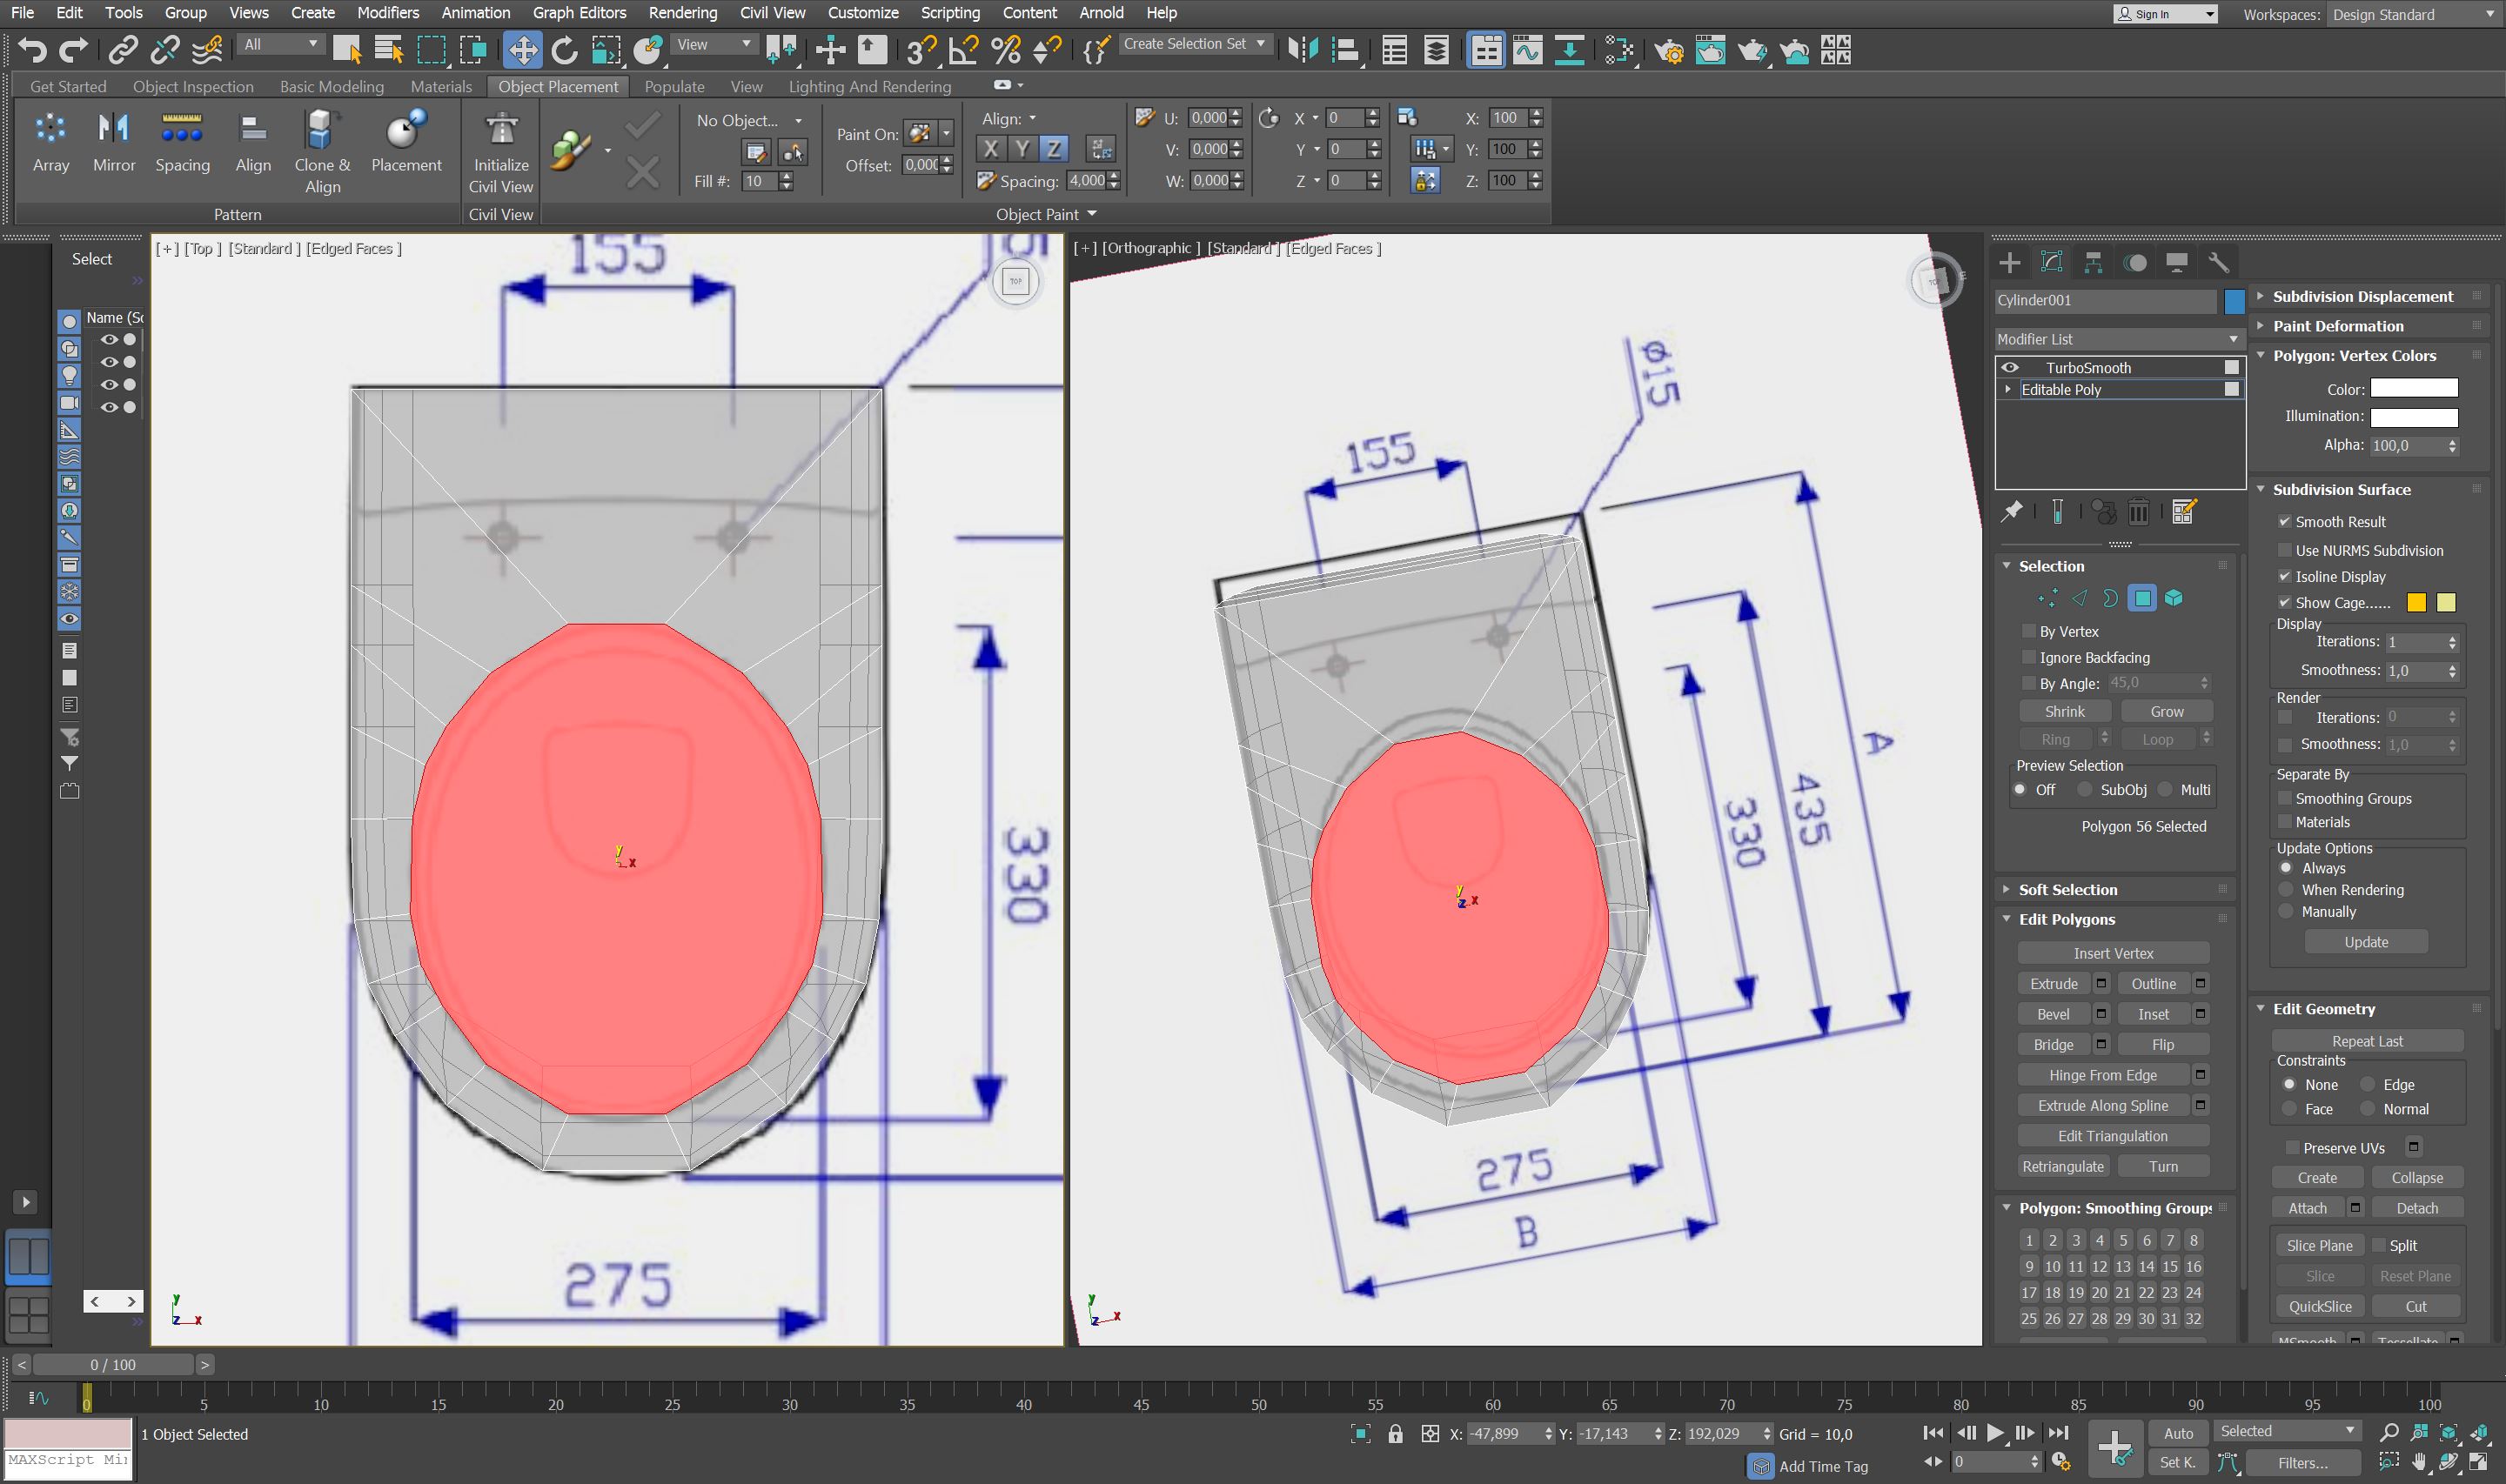 File Edit Tools Group Views Create Modifiers Animation Graph Editors Rendering Civil View Customize Scripting Content Arnold Help
Sign In Workspaces: Design Standard
All View Create Selection Set
Get Started Object Inspection Basic Modeling Materials Object Placement Populate View Lighting And Rendering
Array Mirror Spacing Align Clone & Align Placement
Pattern
Initialize Civil View
Civil View
No Object...
Fill #: 10
Paint On:
Offset: 0,000
Align:
X Y Z
Spacing: 4,000
U: 0,000
V: 0,000
W: 0,000
X 0
Y 0
Z 0
X: 100
Y: 100
Z: 100
Object Paint
Select
Name (So
[+] [Top ] [Standard ] [Edged Faces ]
TOP
155
330
275
y x
y
z x
[+] [Orthographic ] [Standard ] [Edged Faces ]
ø15
155
A
435
330
275
B
y
z x
y
z x
Cylinder001
Modifier List
TurboSmooth
Editable Poly
Selection
By Vertex
Ignore Backfacing
By Angle: 45,0
Shrink Grow
Ring Loop
Preview Selection
Off SubObj Multi
Polygon 56 Selected
Soft Selection
Edit Polygons
Insert Vertex
Extrude Outline
Bevel Inset
Bridge Flip
Hinge From Edge
Extrude Along Spline
Edit Triangulation
Retriangulate Turn
Polygon: Smoothing Groups
1 2 3 4 5 6 7 8
9 10 11 12 13 14 15 16
17 18 19 20 21 22 23 24
25 26 27 28 29 30 31 32
Subdivision Displacement
Paint Deformation
Polygon: Vertex Colors
Color:
Illumination:
Alpha: 100,0
Subdivision Surface
Smooth Result
Use NURMS Subdivision
Isoline Display
Show Cage......
Display
Iterations: 1
Smoothness: 1,0
Render
Iterations: 0
Smoothness: 1,0
Separate By
Smoothing Groups
Materials
Update Options
Always
When Rendering
Manually
Update
Edit Geometry
Repeat Last
Constraints
None Edge
Face Normal
Preserve UVs
Create Collapse
Attach Detach
Slice Plane Split
Slice Reset Plane
QuickSlice Cut
MSmooth Tessellate
< 0 / 100 >
0 5 10 15 20 25 30 35 40 45 50 55 60 65 70 75 80 85 90 95 100
1 Object Selected
MAXScript Mi
X: -47,899 Y: -17,143 Z: 192,029 Grid = 10,0
Add Time Tag
0
Auto Selected
Set K. Filters...